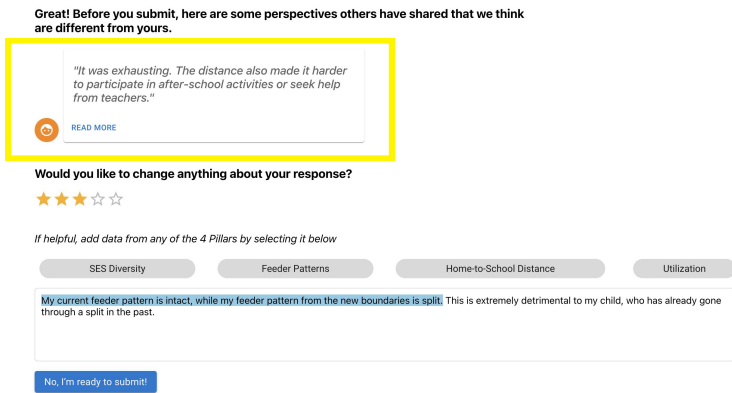 Great! Before you submit, here are some perspectives others have shared that we think
are different from yours.
"It was exhausting. The distance also made it harder
to participate in after-school activities or seek help
from teachers."
READ MORE
Would you like to change anything about your response?
If helpful, add data from any of the 4 Pillars by selecting it below
SES Diversity Feeder Patterns Home-to-School Distance Utilization
My current feeder pattern is intact, while my feeder pattern from the new boundaries is split. This is extremely detrimental to my child, who has already gone
through a split in the past.
No, I'm ready to submit!